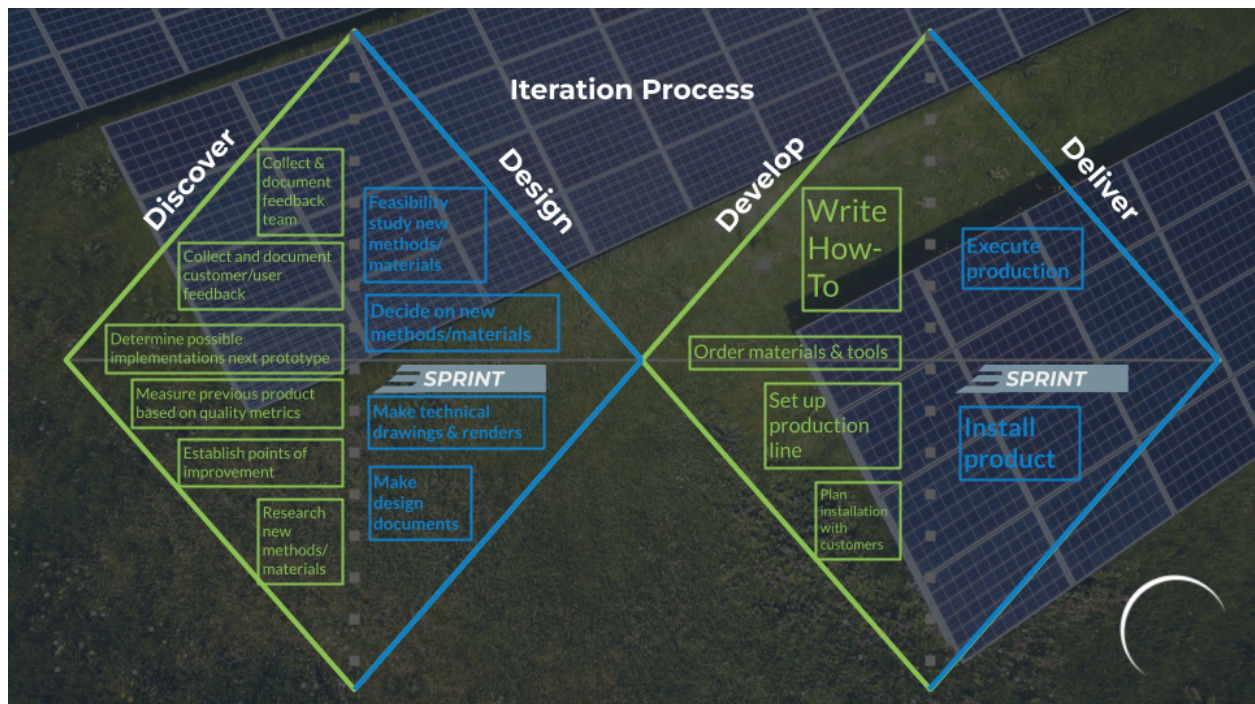 Iteration Process
Discover
Collect &
document
feedback
team
Collect and document
customer/user
feedback
Determine possible
implementations next prototype
Measure previous product
based on quality metrics
Establish points of
improvement
Research
new
methods/
materials
Design
Feasibility
study new
methods/
materials
Decide on new
methods/materials
SPRINT
Make technical
drawings & renders
Make
design
documents
Develop
Write
How-
To
Order materials & tools
Set up
production
line
Plan
installation
with
customers
Deliver
Execute
production
SPRINT
Install
product